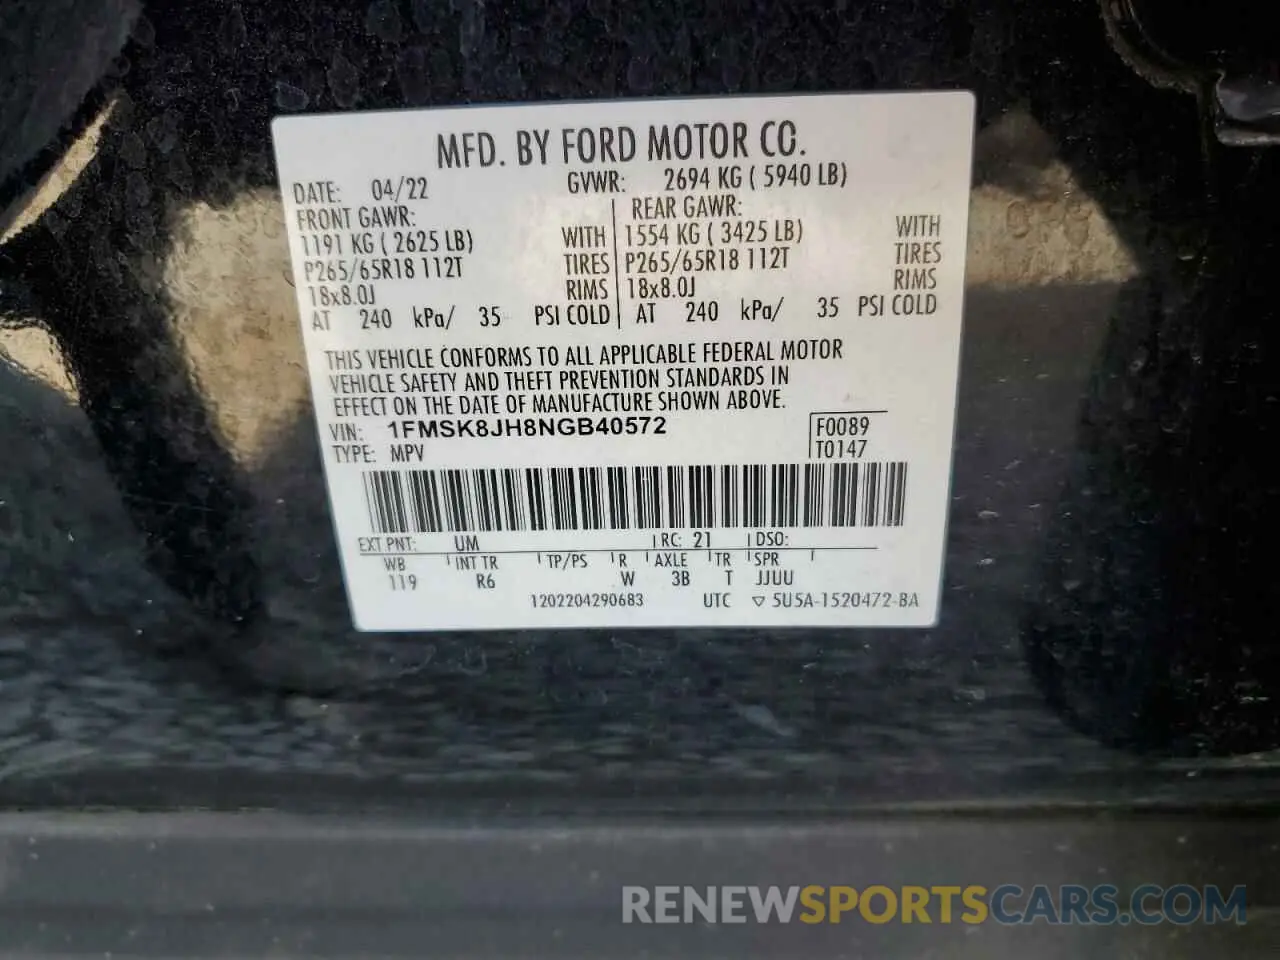 MFD. BY FORD MOTOR CO.
DATE: 04/22 GVWR: 2694 KG ( 5940 LB)
FRONT GAWR: REAR GAWR:
1191 KG ( 2625 LB) WITH 1554 KG ( 3425 LB) WITH
P265/65R18 112T TIRES P265/65R18 112T TIRES
18x8.0J RIMS 18x8.0J RIMS
AT 240 kPa/ 35 PSI COLD AT 240 kPa/ 35 PSI COLD
THIS VEHICLE CONFORMS TO ALL APPLICABLE FEDERAL MOTOR
VEHICLE SAFETY AND THEFT PREVENTION STANDARDS IN
EFFECT ON THE DATE OF MANUFACTURE SHOWN ABOVE.
VIN: 1FMSK8JH8NGB40572 F0089
TYPE: MPV T0147
EXT PNT: UM RC: 21 DSO:
WB INT TR TP/PS R AXLE TR SPR
119 R6 W 3B T JJUU
1202204290683 UTC ▽ 5U5A-1520472-BA
RENEWSPORTSCARS.COM